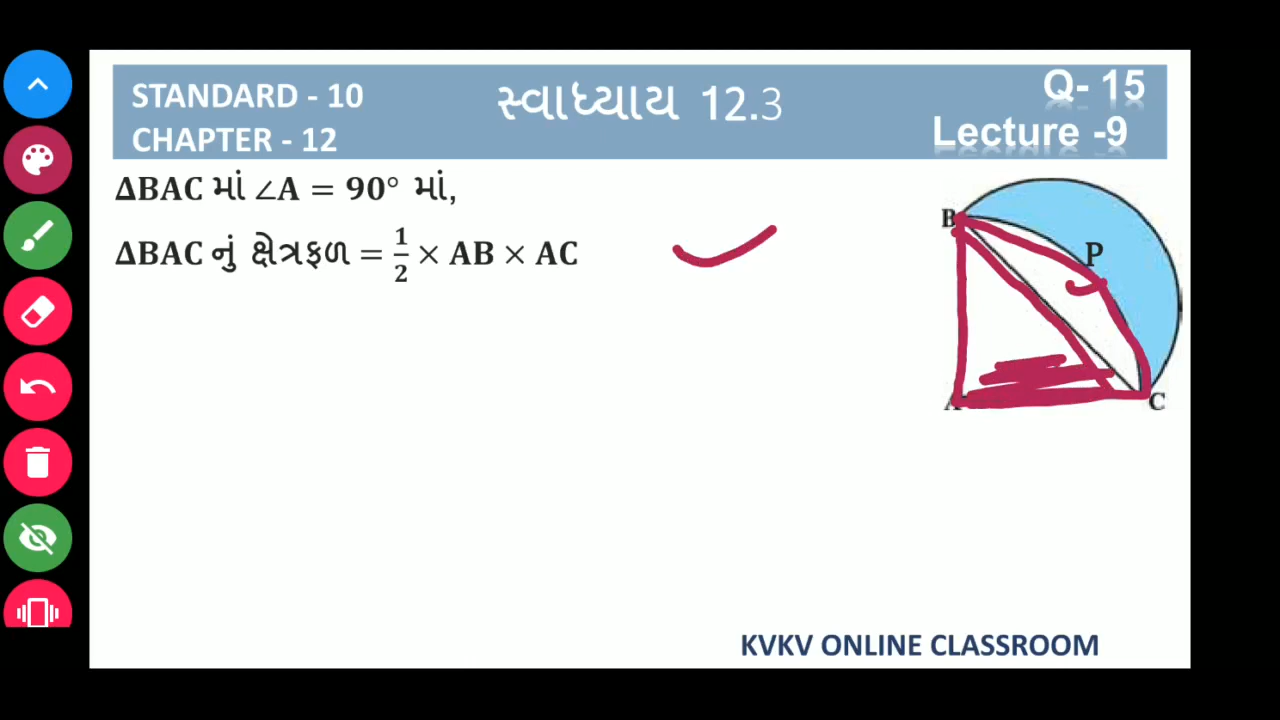 STANDARD - 10
CHAPTER - 12
સ્વાધ્યાય 12.3
Q- 15
Lecture -9
ΔBAC માં ∠A = 90° માં,
ΔBAC નું ક્ષેત્રફળ = 1/2 × AB × AC
B
P
A
C
KVKV ONLINE CLASSROOM